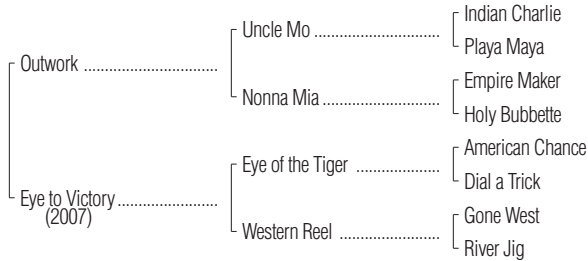 Indian Charlie
Uncle Mo
Playa Maya
Outwork
Empire Maker
Nonna Mia
Holy Bubbette
American Chance
Eye of the Tiger
Dial a Trick
Eye to Victory
(2007)
Gone West
Western Reel
River Jig